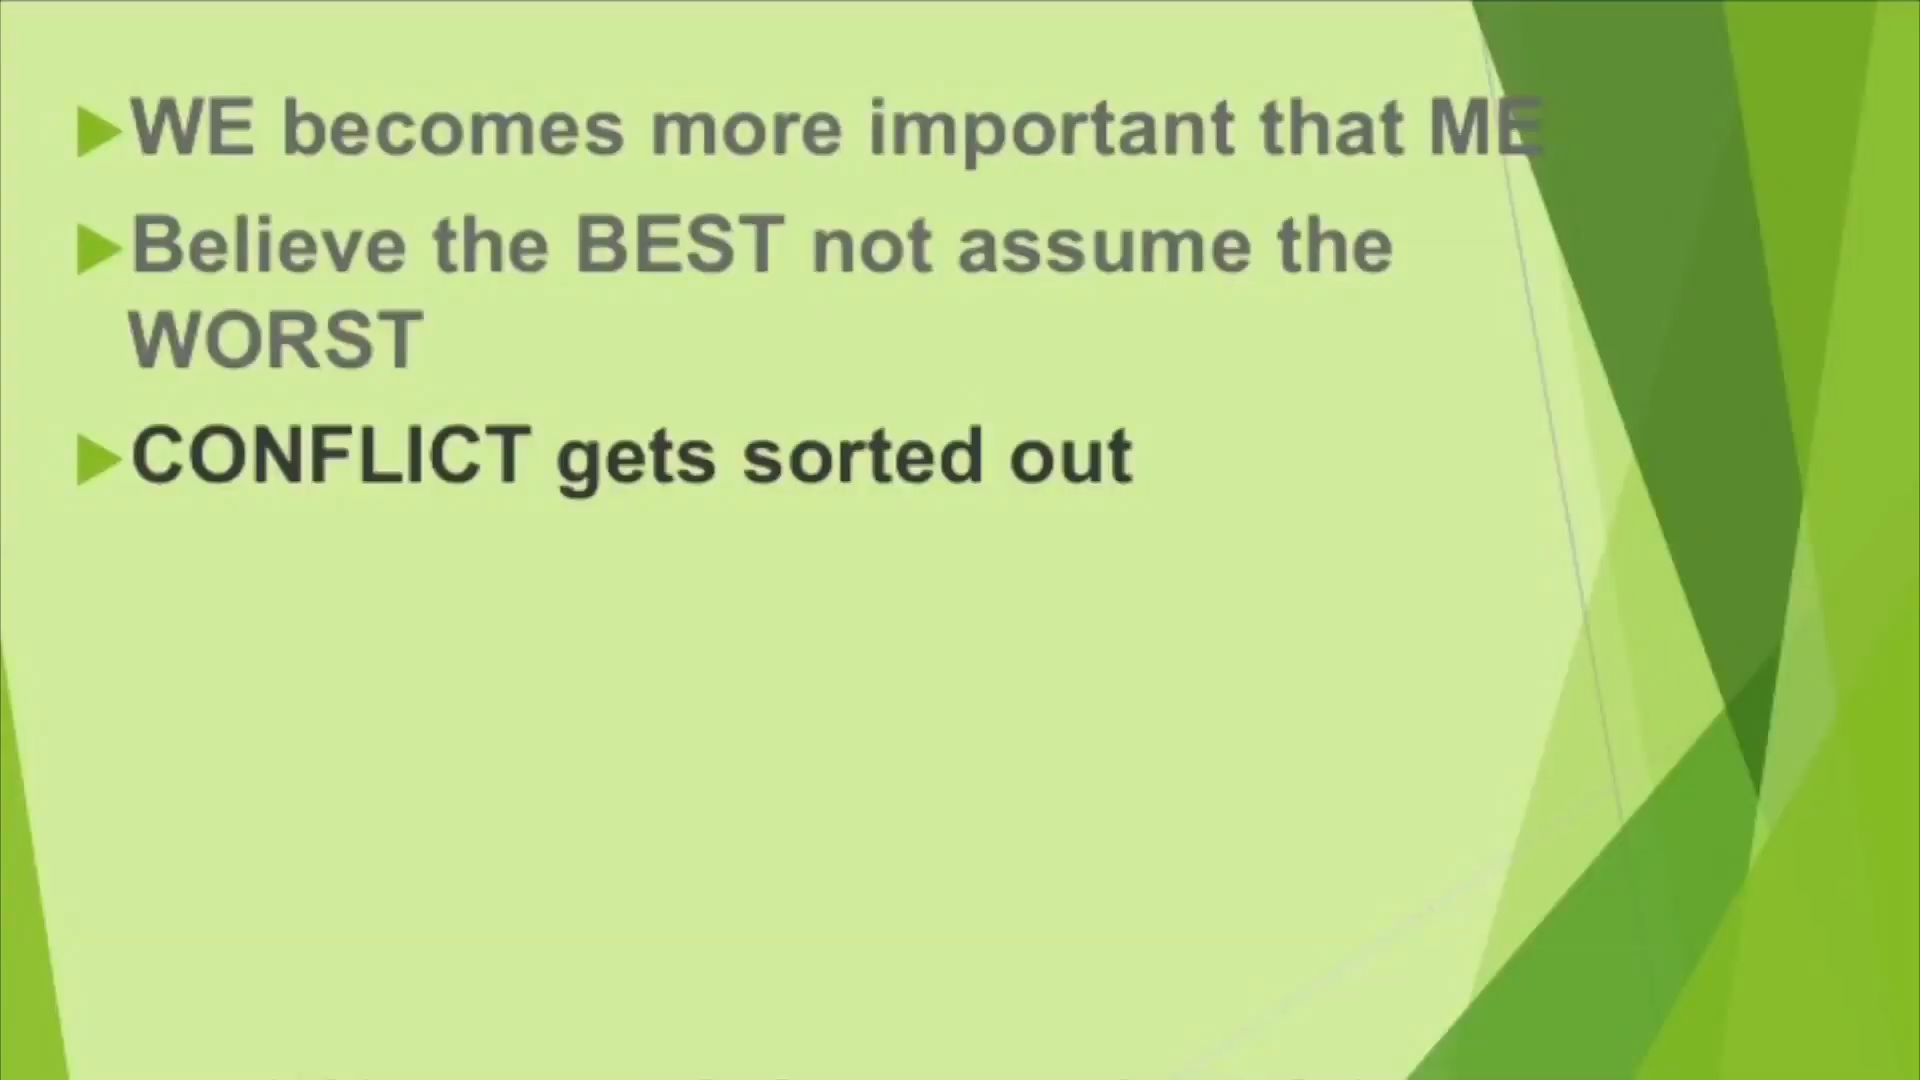 WE becomes more important that ME
Believe the BEST not assume the
WORST
CONFLICT gets sorted out